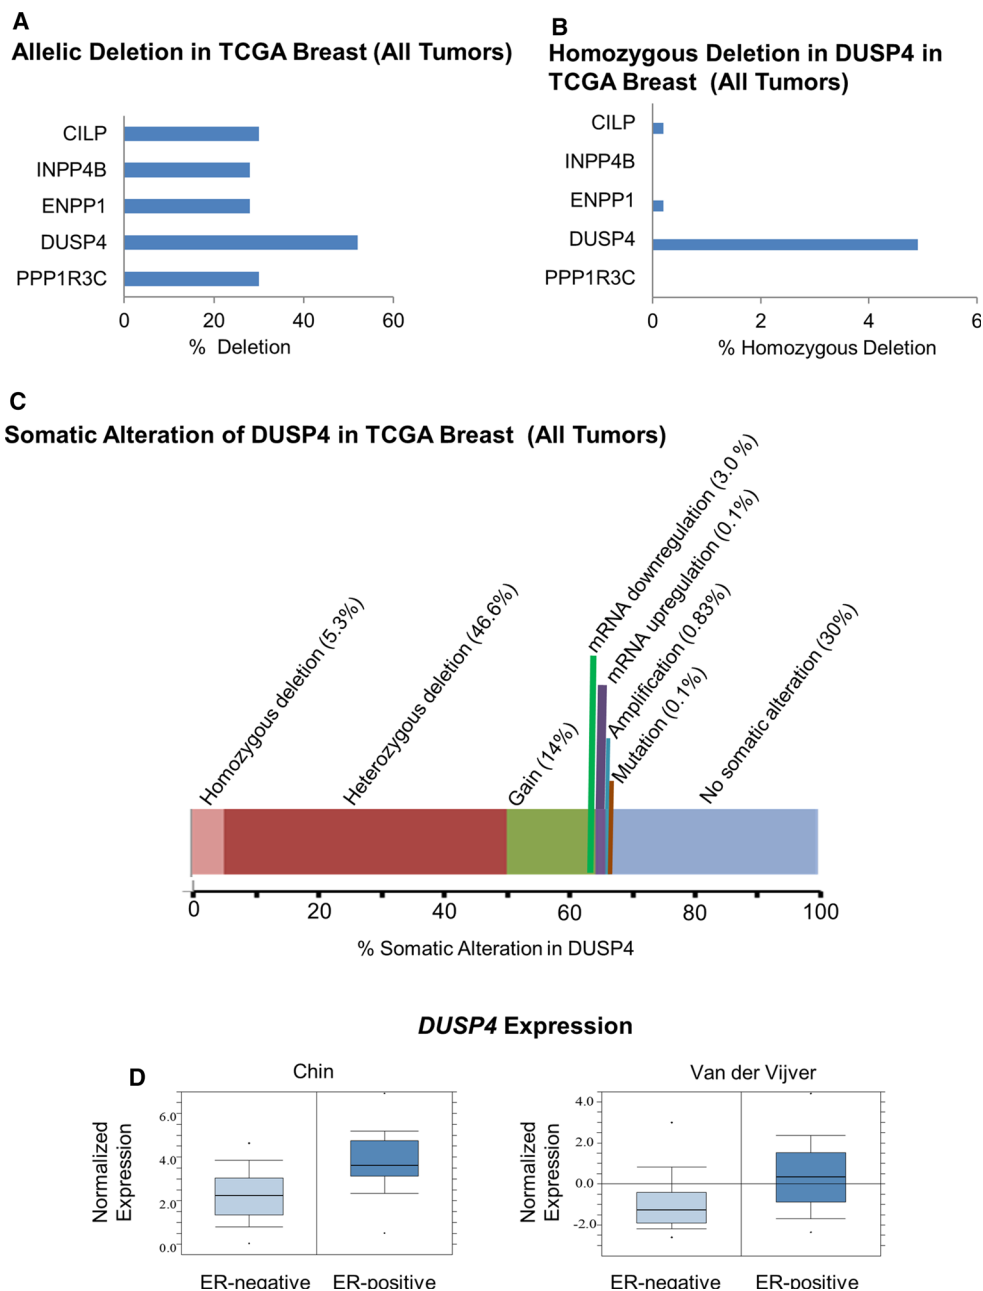 A
Allelic Deletion in TCGA Breast (All Tumors)
CILP
INPP4B
ENPP1
DUSP4
PPP1R3C
0 20 40 60
% Deletion
B
Homozygous Deletion in DUSP4 in
TCGA Breast (All Tumors)
CILP
INPP4B
ENPP1
DUSP4
PPP1R3C
0 2 4 6
% Homozygous Deletion
C
Somatic Alteration of DUSP4 in TCGA Breast (All Tumors)
Homozygous deletion (5.3%)
Heterozygous deletion (46.6%)
Gain (14%)
mRNA downregulation (3.0 %)
mRNA upregulation (0.1%)
Amplification (0.83%)
Mutation (0.1%)
No somatic alteration (30%)
0 20 40 60 80 100
% Somatic Alteration in DUSP4
DUSP4 Expression
D
Chin
Normalized
Expression
6.0
4.0
2.0
0.0
ER-negative ER-positive
Van der Vijver
Normalized
Expression
4.0
2.0
0.0
-2.0
ER-negative ER-positive